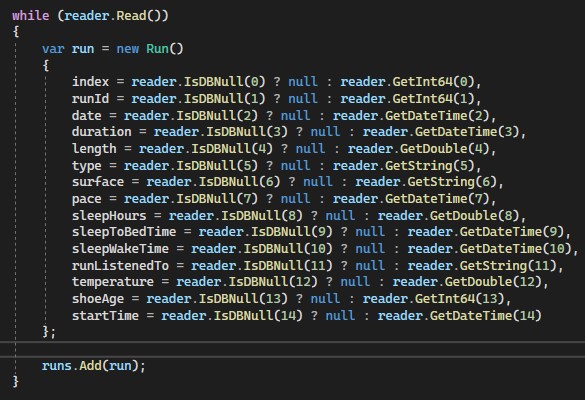 while (reader.Read())
{
    var run = new Run()
    {
        index = reader.IsDBNull(0) ? null : reader.GetInt64(0),
        runId = reader.IsDBNull(1) ? null : reader.GetInt64(1),
        date = reader.IsDBNull(2) ? null : reader.GetDateTime(2),
        duration = reader.IsDBNull(3) ? null : reader.GetDateTime(3),
        length = reader.IsDBNull(4) ? null : reader.GetDouble(4),
        type = reader.IsDBNull(5) ? null : reader.GetString(5),
        surface = reader.IsDBNull(6) ? null : reader.GetString(6),
        pace = reader.IsDBNull(7) ? null : reader.GetDateTime(7),
        sleepHours = reader.IsDBNull(8) ? null : reader.GetDouble(8),
        sleepToBedTime = reader.IsDBNull(9) ? null : reader.GetDateTime(9),
        sleepWakeTime = reader.IsDBNull(10) ? null : reader.GetDateTime(10),
        runListenedTo = reader.IsDBNull(11) ? null : reader.GetString(11),
        temperature = reader.IsDBNull(12) ? null : reader.GetDouble(12),
        shoeAge = reader.IsDBNull(13) ? null : reader.GetInt64(13),
        startTime = reader.IsDBNull(14) ? null : reader.GetDateTime(14)
    };
    runs.Add(run);
}